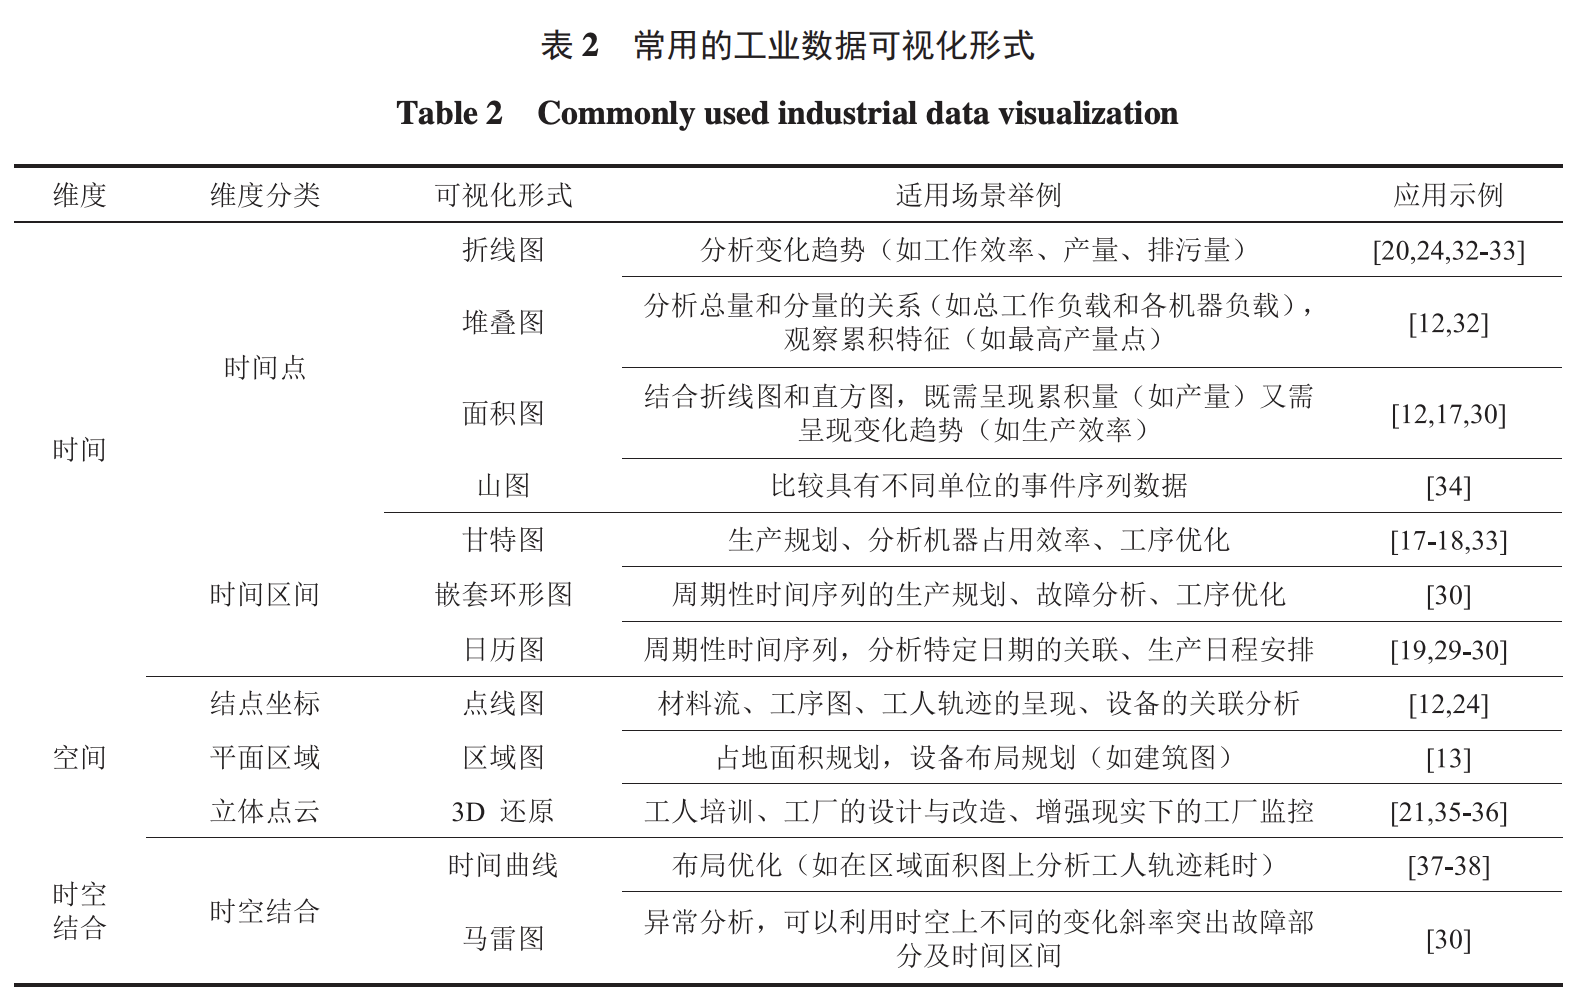 表 2 常用的工业数据可视化形式
Table 2 Commonly used industrial data visualization
维度 维度分类 可视化形式 适用场景举例 应用示例
时间 时间点 折线图 分析变化趋势（如工作效率、产量、排污量） [20,24,32-33]
堆叠图 分析总量和分量的关系（如总工作负载和各机器负载），
观察累积特征（如最高产量点） [12,32]
面积图 结合折线图和直方图，既需呈现累积量（如产量）又需
呈现变化趋势（如生产效率） [12,17,30]
山图 比较具有不同单位的事件序列数据 [34]
时间区间 甘特图 生产规划、分析机器占用效率、工序优化 [17-18,33]
嵌套环形图 周期性时间序列的生产规划、故障分析、工序优化 [30]
日历图 周期性时间序列，分析特定日期的关联、生产日程安排 [19,29-30]
空间 结点坐标 点线图 材料流、工序图、工人轨迹的呈现、设备的关联分析 [12,24]
平面区域 区域图 占地面积规划，设备布局规划（如建筑图） [13]
立体点云 3D 还原 工人培训、工厂的设计与改造、增强现实下的工厂监控 [21,35-36]
时空
结合 时空结合 时间曲线 布局优化（如在区域面积图上分析工人轨迹耗时） [37-38]
马雷图 异常分析，可以利用时空上不同的变化斜率突出故障部
分及时间区间 [30]